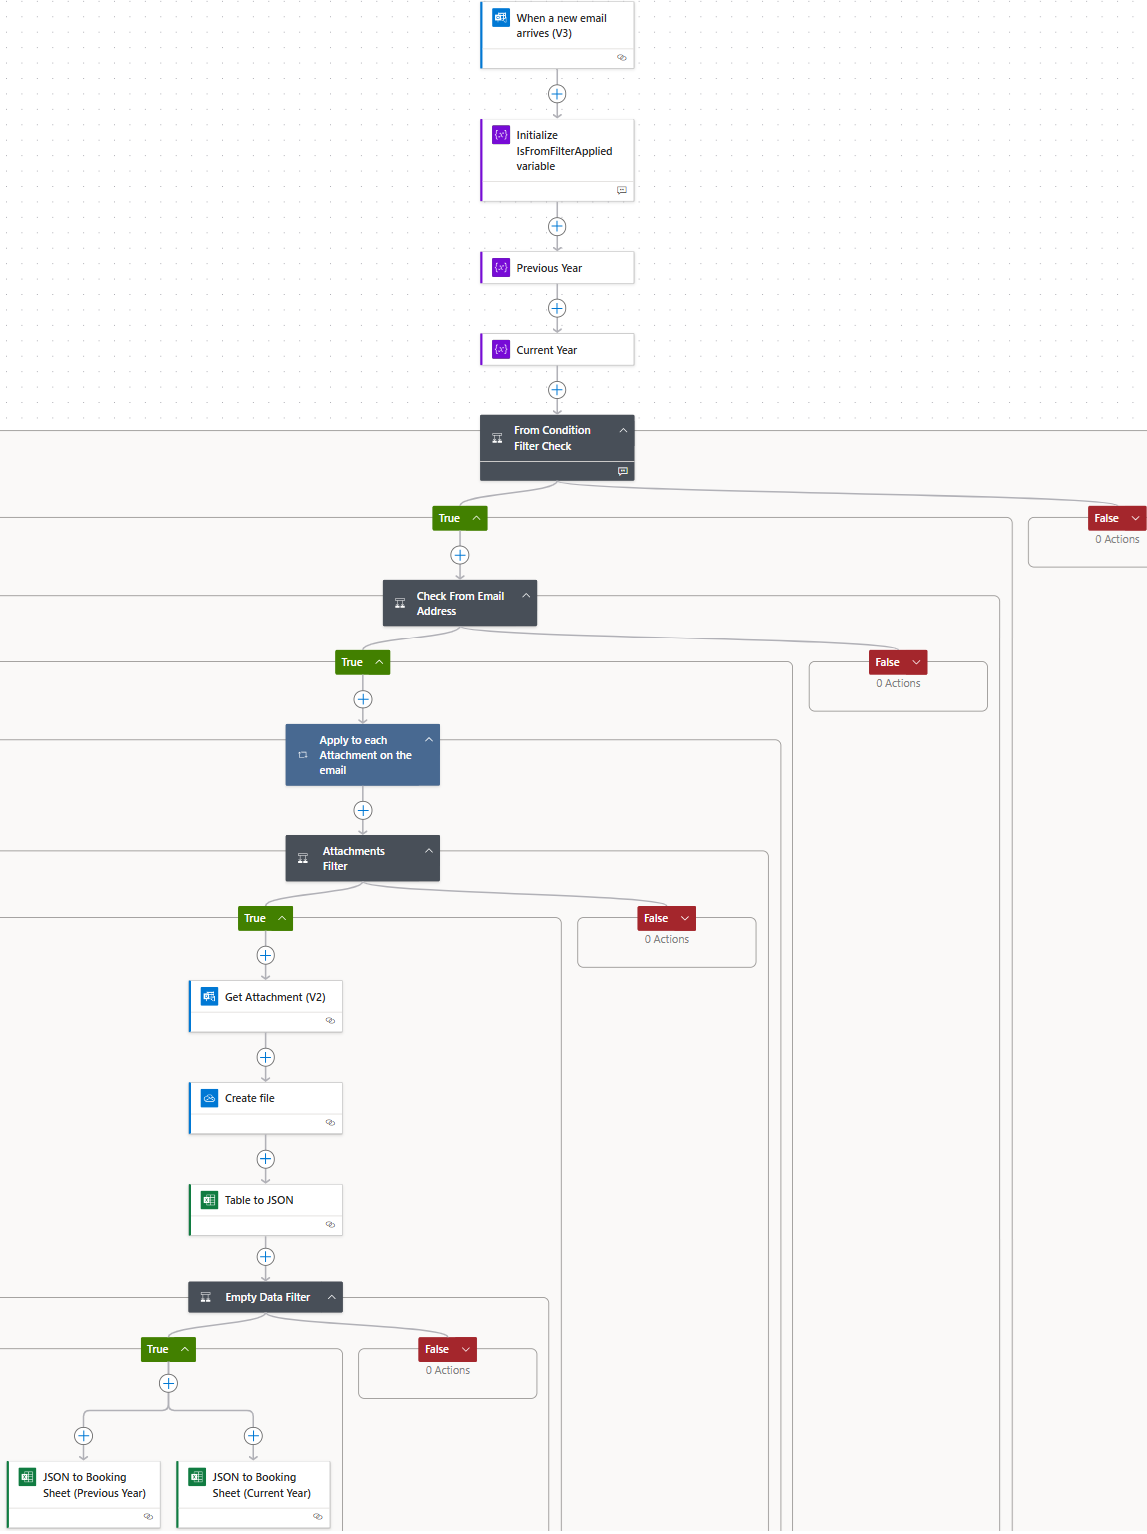 When a new email
arrives (V3)
{x}
Initialize
IsFromFilterApplied
variable
{x}
Previous Year
{x}
Current Year
From Condition
Filter Check
True
False
0 Actions
Check From Email
Address
True
False
0 Actions
Apply to each
Attachment on the
email
Attachments
Filter
True
False
0 Actions
Get Attachment (V2)
Create file
Table to JSON
Empty Data Filter
True
False
0 Actions
JSON to Booking
Sheet (Previous Year)
JSON to Booking
Sheet (Current Year)